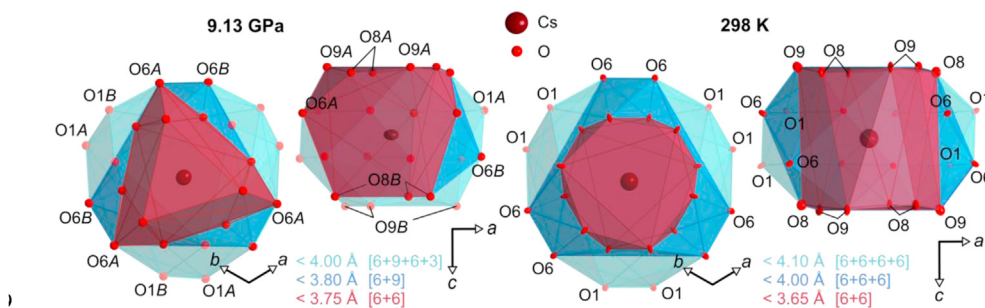 9.13 GPa
Cs
O
298 K
O8A
O9A O9A
O6A O6B
O1B
O1A
O6A
O1A
O6B
O8B
O9B
O6B
O6A
O6A
O1B O1A
b a
a
c
< 4.00 Å [6+9+6+3]
< 3.80 Å [6+9]
< 3.75 Å [6+6]
O6 O6
O1 O1
O1 O1
O6 O6
O6
O1 O1
b a
O9 O8 O9 O8
O6 O6 O1
O1
O6 O1
O1 O1
O8 O9 O8 O9
a
c
< 4.10 Å [6+6+6+6]
< 4.00 Å [6+6+6]
< 3.65 Å [6+6]
)